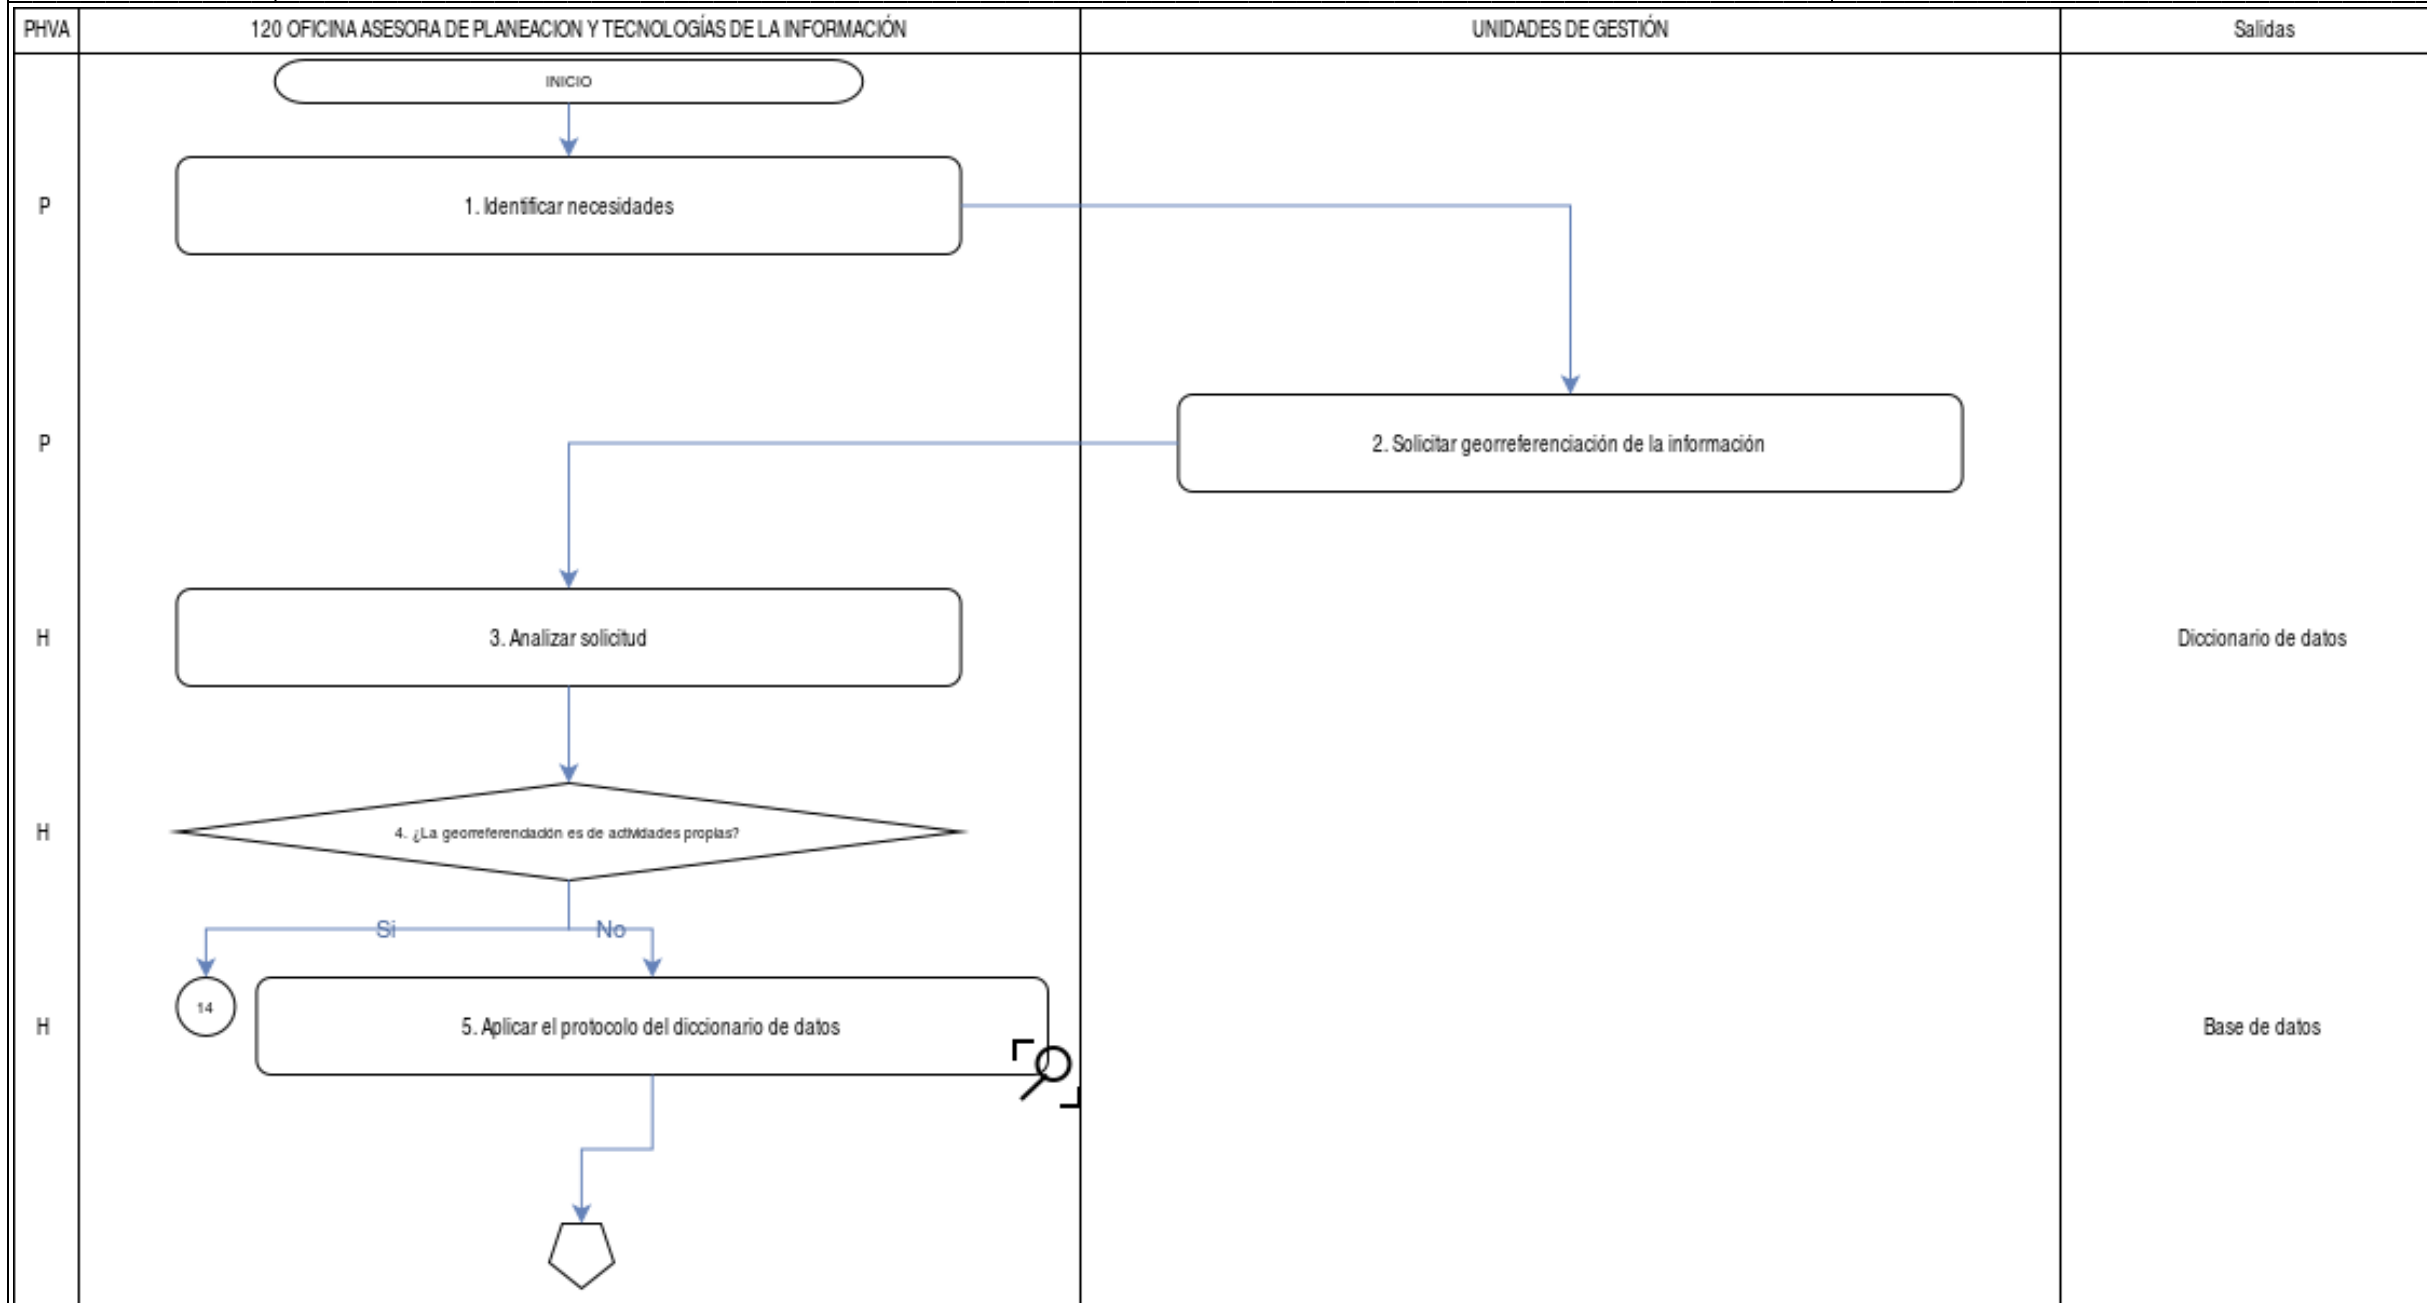 PHVA
120 OFICINA ASESORA DE PLANEACION Y TECNOLOGÍAS DE LA INFORMACIÓN
UNIDADES DE GESTIÓN
Salidas
INICIO
P
1. Identificar necesidades
P
2. Solicitar georreferenciación de la información
H
3. Analizar solicitud
Diccionario de datos
H
4. ¿La georreferenciación es de actividades propias?
Si
No
H
14
5. Aplicar el protocolo del diccionario de datos
Base de datos